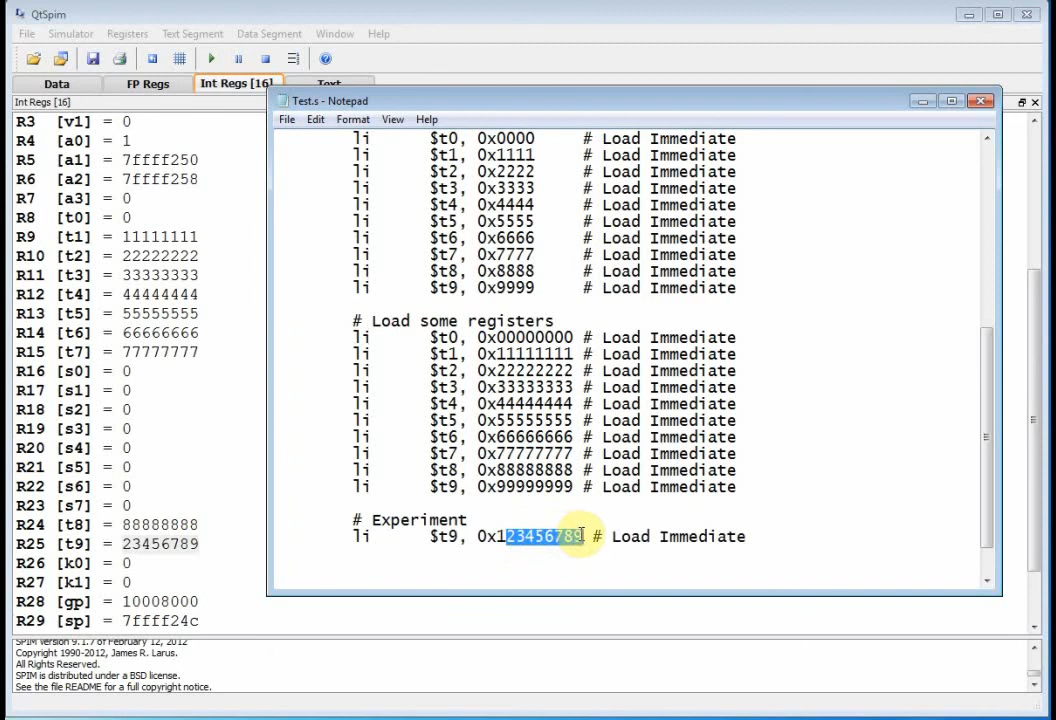 QtSpim
File Simulator Registers Text Segment Data Segment Window Help
Data FP Regs Int Regs [16] Text
Int Regs [16]
R3 [v1] = 0
R4 [a0] = 1
R5 [a1] = 7ffff250
R6 [a2] = 7ffff258
R7 [a3] = 0
R8 [t0] = 0
R9 [t1] = 11111111
R10 [t2] = 22222222
R11 [t3] = 33333333
R12 [t4] = 44444444
R13 [t5] = 55555555
R14 [t6] = 66666666
R15 [t7] = 77777777
R16 [s0] = 0
R17 [s1] = 0
R18 [s2] = 0
R19 [s3] = 0
R20 [s4] = 0
R21 [s5] = 0
R22 [s6] = 0
R23 [s7] = 0
R24 [t8] = 88888888
R25 [t9] = 23456789
R26 [k0] = 0
R27 [k1] = 0
R28 [gp] = 10008000
R29 [sp] = 7ffff24c
Test.s - Notepad
File Edit Format View Help
li $t0, 0x0000 # Load Immediate
li $t1, 0x1111 # Load Immediate
li $t2, 0x2222 # Load Immediate
li $t3, 0x3333 # Load Immediate
li $t4, 0x4444 # Load Immediate
li $t5, 0x5555 # Load Immediate
li $t6, 0x6666 # Load Immediate
li $t7, 0x7777 # Load Immediate
li $t8, 0x8888 # Load Immediate
li $t9, 0x9999 # Load Immediate
# Load some registers
li $t0, 0x00000000 # Load Immediate
li $t1, 0x11111111 # Load Immediate
li $t2, 0x22222222 # Load Immediate
li $t3, 0x33333333 # Load Immediate
li $t4, 0x44444444 # Load Immediate
li $t5, 0x55555555 # Load Immediate
li $t6, 0x66666666 # Load Immediate
li $t7, 0x77777777 # Load Immediate
li $t8, 0x88888888 # Load Immediate
li $t9, 0x99999999 # Load Immediate
# Experiment
li $t9, 0x123456789 # Load Immediate
SPIM Version 9.1.7 of February 12, 2012
Copyright 1990-2012, James R. Larus.
All Rights Reserved.
SPIM is distributed under a BSD license.
See the file README for a full copyright notice.